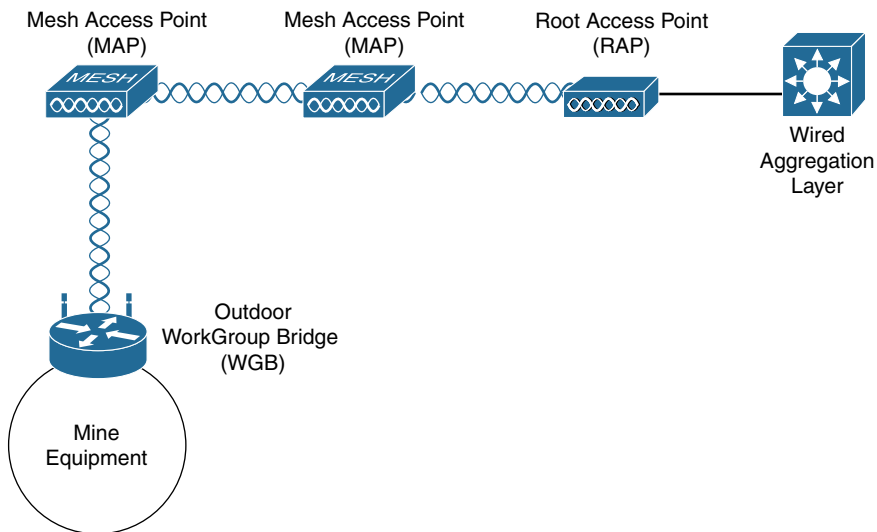 Mesh Access Point
(MAP)
Mesh Access Point
(MAP)
Root Access Point
(RAP)
MESH
MESH
Wired
Aggregation
Layer
Outdoor
WorkGroup Bridge
(WGB)
Mine
Equipment